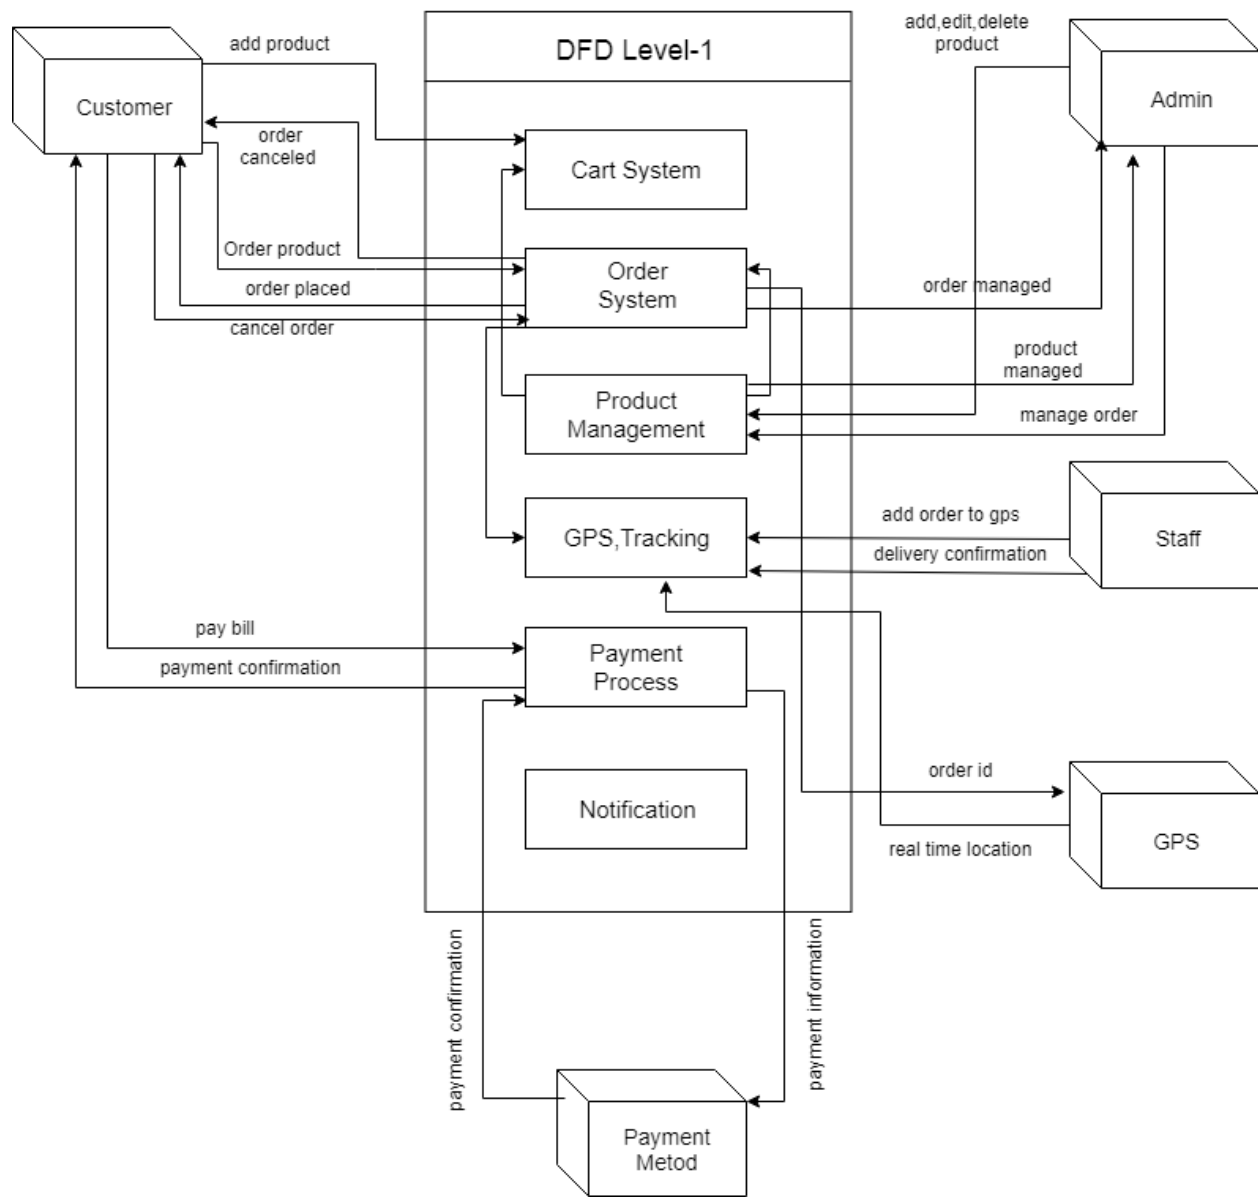 DFD Level-1
add,edit,delete
product
add product
Customer
Admin
order
canceled
Cart System
Order product
Order
System
order placed
order managed
cancel order
product
managed
Product
Management
manage order
add order to gps
GPS,Tracking
Staff
delivery confirmation
pay bill
Payment
Process
payment confirmation
order id
Notification
GPS
real time location
payment confirmation
payment information
Payment
Metod